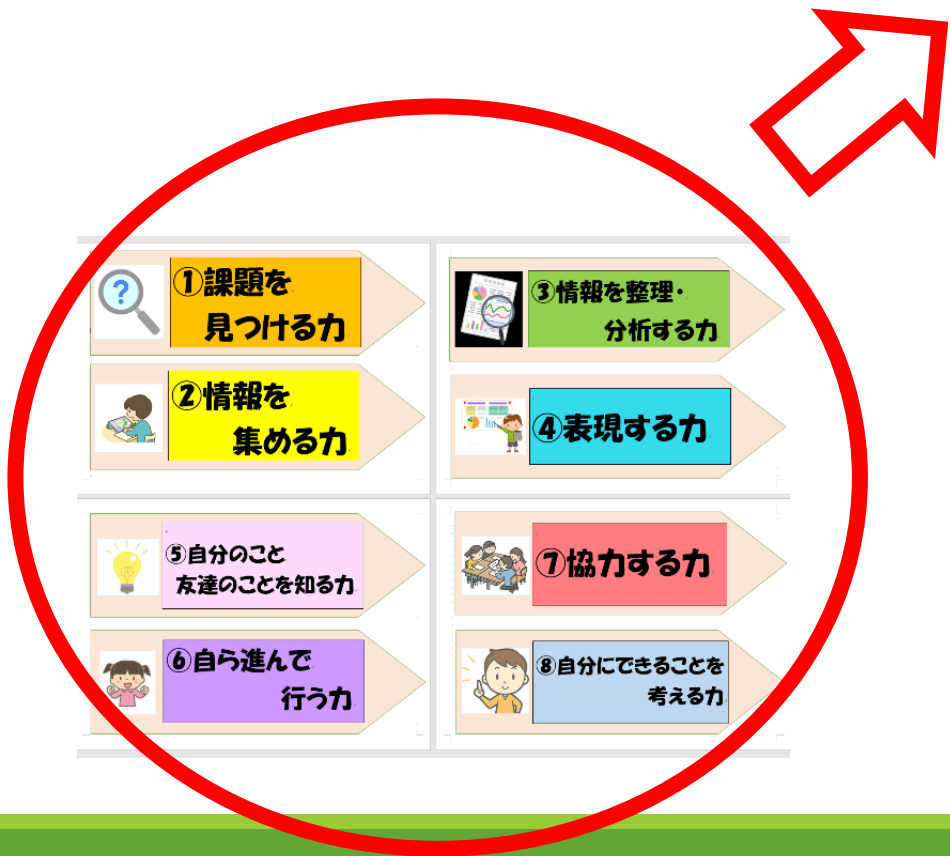 ①課題を
見つける力
②情報を
集める力
③情報を整理・
分析する力
④表現する力
⑤自分のこと
友達のことを知る力
⑥自ら進んで
行う力
⑦協力する力
⑧自分にできることを
考える力